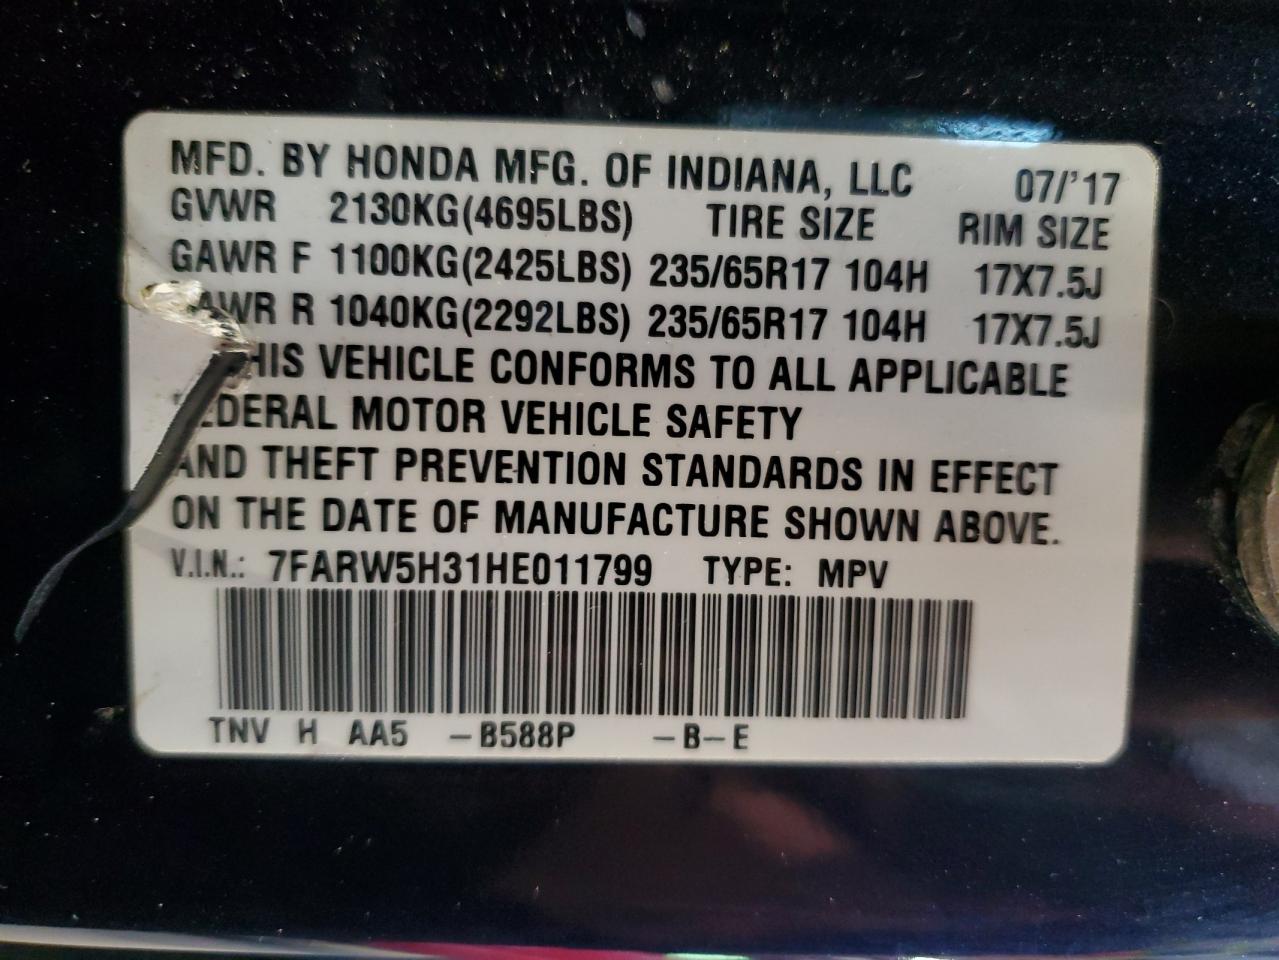 MFD. BY HONDA MFG. OF INDIANA, LLC 07/'17
GVWR 2130KG(4695LBS) TIRE SIZE RIM SIZE
GAWR F 1100KG(2425LBS) 235/65R17 104H 17X7.5J
AWR R 1040KG(2292LBS) 235/65R17 104H 17X7.5J
HIS VEHICLE CONFORMS TO ALL APPLICABLE
EDERAL MOTOR VEHICLE SAFETY
AND THEFT PREVENTION STANDARDS IN EFFECT
ON THE DATE OF MANUFACTURE SHOWN ABOVE.
V.I.N.: 7FARW5H31HE011799 TYPE: MPV
TNV H AA5 -B588P -B-E